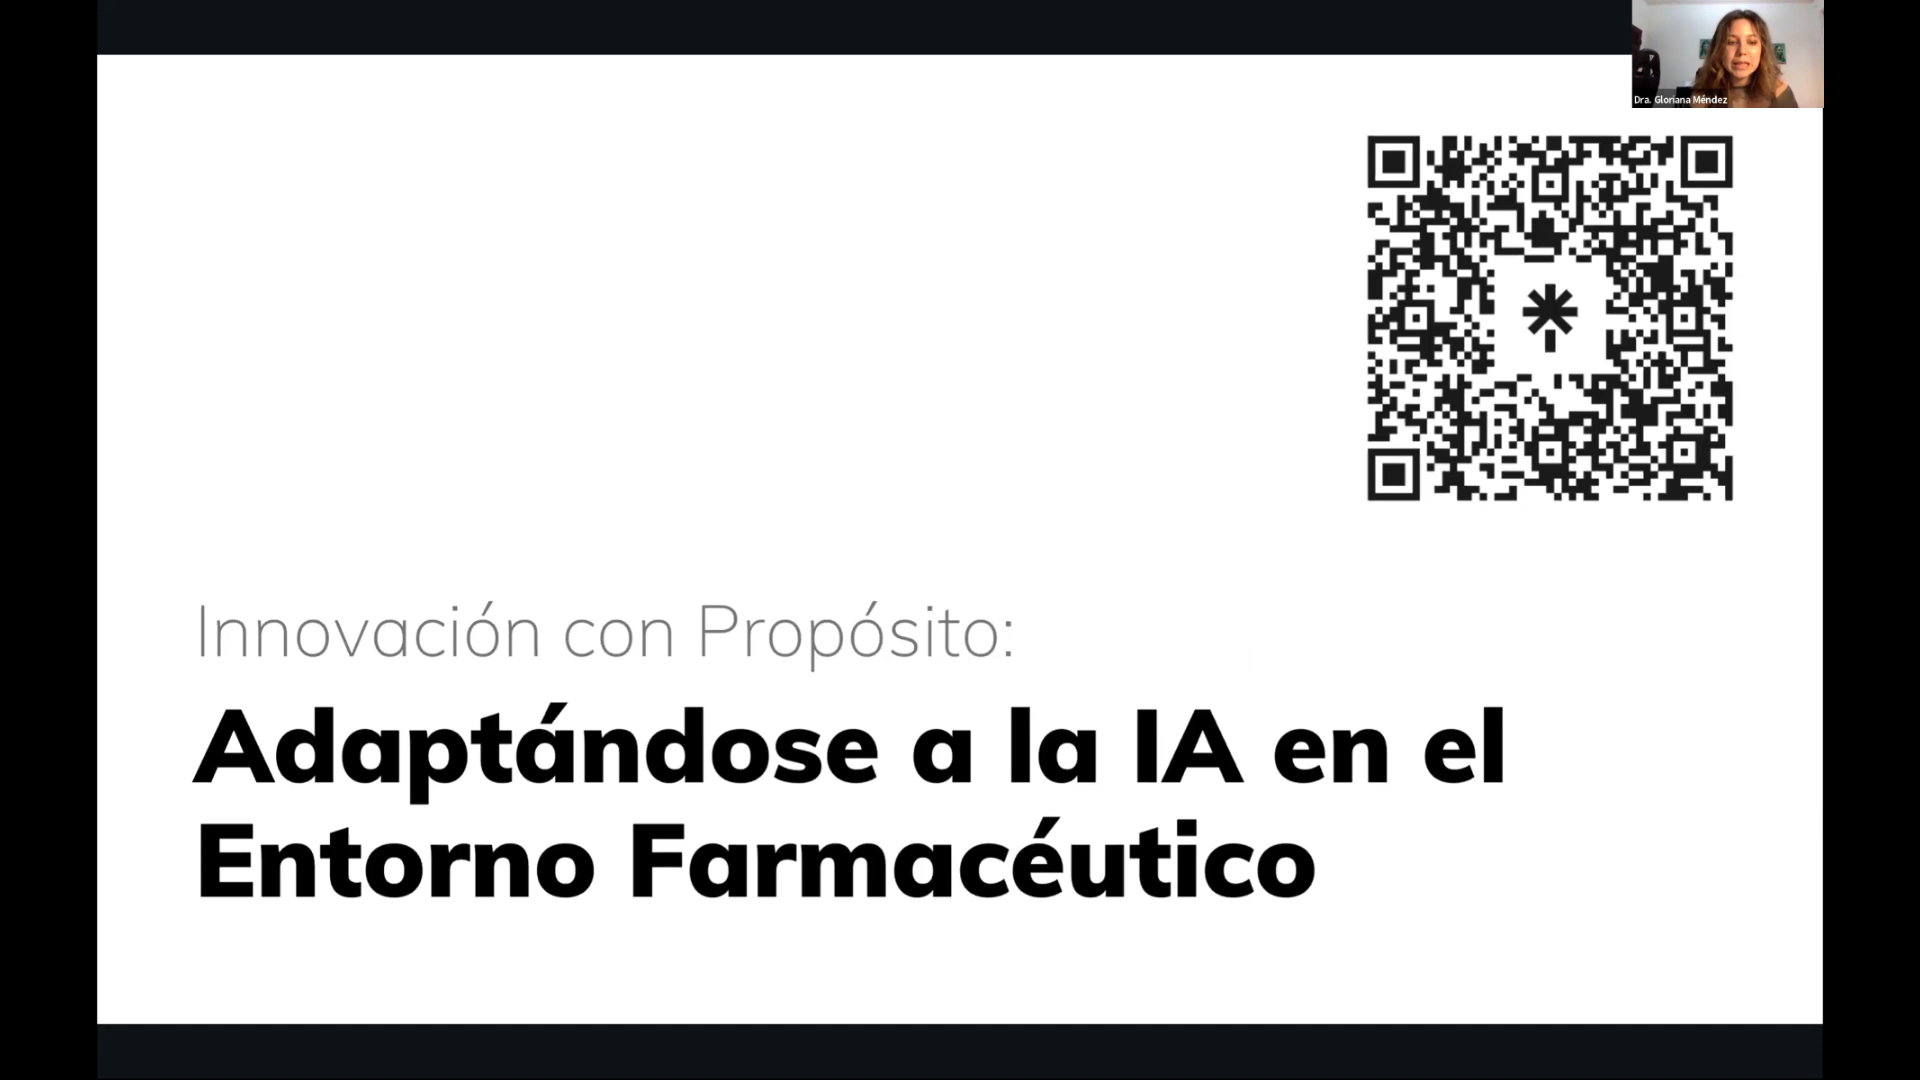 Dra. Gloriana Méndez
Innovación con Propósito:
Adaptándose a la IA en el
Entorno Farmacéutico